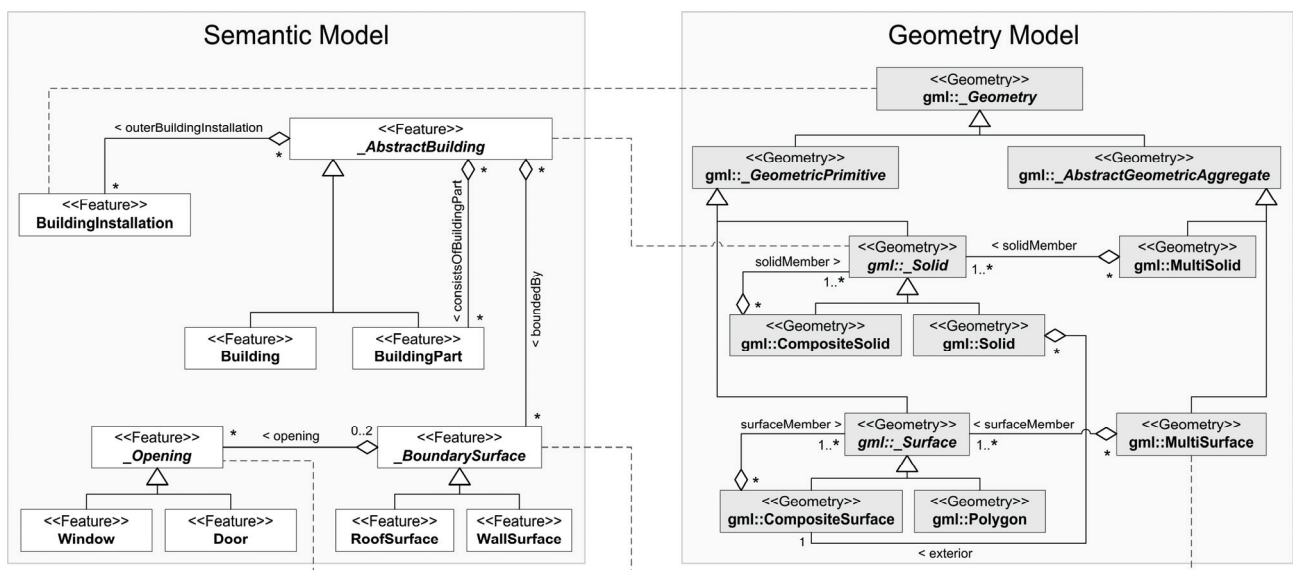 Semantic Model
< outerBuildingInstallation
*
*
<<Feature>>
_AbstractBuilding
*
*
<<Feature>>
BuildingInstallation
< consistsOfBuildingPart
< boundedBy
<<Feature>>
Building
<<Feature>>
BuildingPart
*
*
<<Feature>>
_Opening
*
< opening
0..2
<<Feature>>
_BoundarySurface
<<Feature>>
Window
<<Feature>>
Door
<<Feature>>
RoofSurface
<<Feature>>
WallSurface
Geometry Model
<<Geometry>>
gml::_Geometry
<<Geometry>>
gml::_GeometricPrimitive
<<Geometry>>
gml::_AbstractGeometricAggregate
solidMember >
1..*
<<Geometry>>
gml::_Solid
< solidMember
1..*
*
<<Geometry>>
gml::MultiSolid
*
<<Geometry>>
gml::CompositeSolid
<<Geometry>>
gml::Solid
*
surfaceMember >
1..*
<<Geometry>>
gml::_Surface
< surfaceMember
1..*
*
<<Geometry>>
gml::MultiSurface
*
<<Geometry>>
gml::CompositeSurface
<<Geometry>>
gml::Polygon
1
< exterior